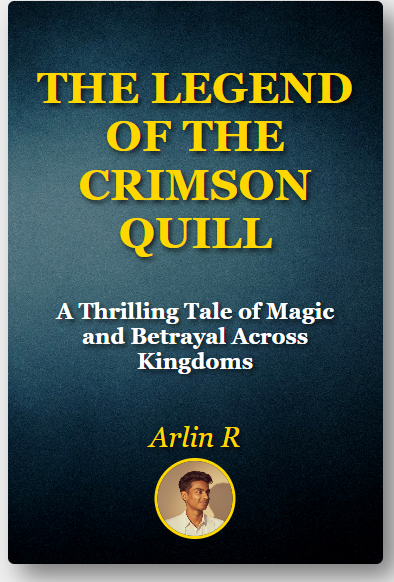 THE LEGEND
OF THE
CRIMSON
QUILL
A Thrilling Tale of Magic
and Betrayal Across
Kingdoms
Arlin R